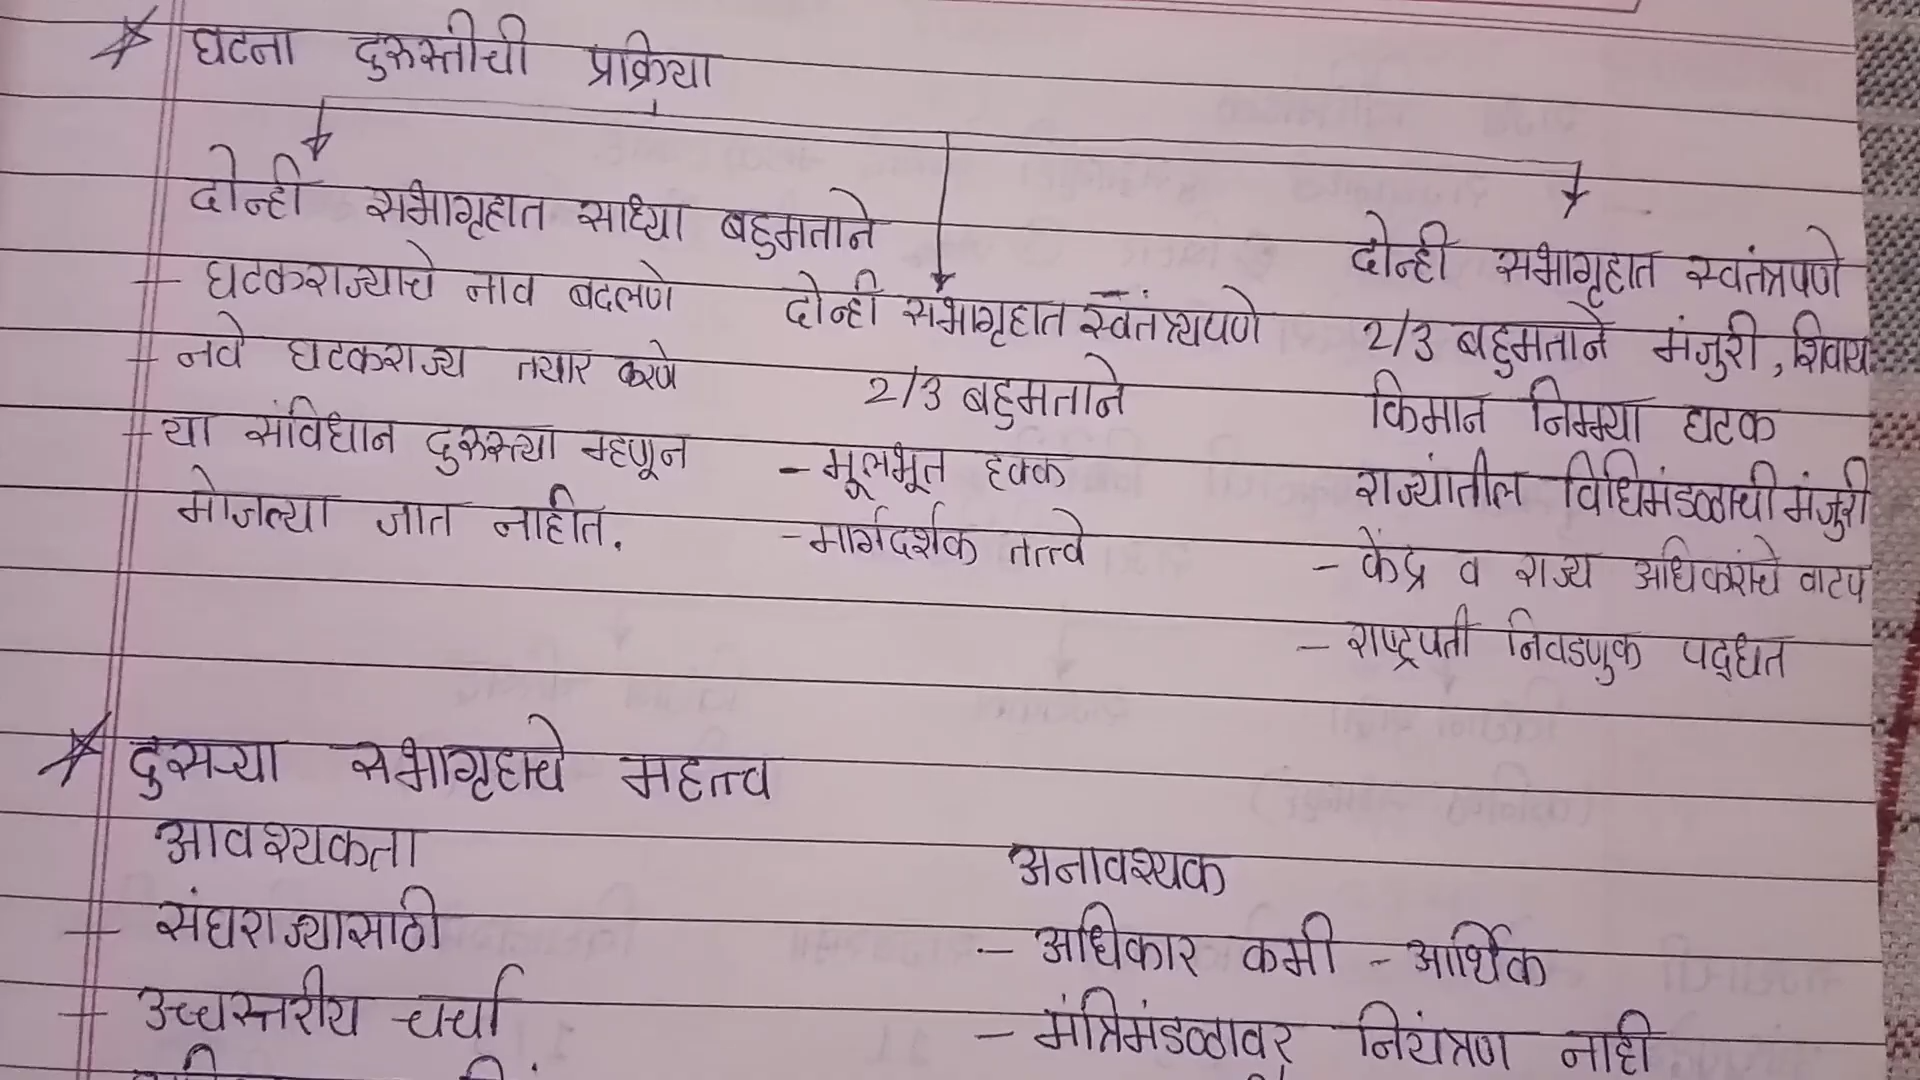 घटना दुरुस्तीची प्रक्रिया
दोन्ही सभागृहात साध्या बहुमताने
- घटकराज्याचे नाव बदलणे
- नवे घटकराज्य तयार करणे
- या संविधान दुरुस्त्या म्हणून
मोजल्या जात नाहीत.
दोन्ही सभागृहात स्वतंत्र्यपणे
2/3 बहुमताने
- मूलभूत हक्क
- मार्गदर्शक तत्त्वे
दोन्ही सभागृहात स्वतंत्रपणे
2/3 बहुमताने मंजुरी, शिवाय
किमान निम्म्या घटक
राज्यांतील विधिमंडळाची मंजुरी
- केंद्र व राज्य अधिकारांचे वाटप
- राष्ट्रपती निवडणुक पद्धत
दुसऱ्या सभागृहाचे महत्त्व
आवश्यकता
- संघराज्यासाठी
- उच्चस्तरीय चर्चा
अनावश्यक
- अधिकार कमी - आर्थिक
- मंत्रिमंडळावर नियंत्रण नाही